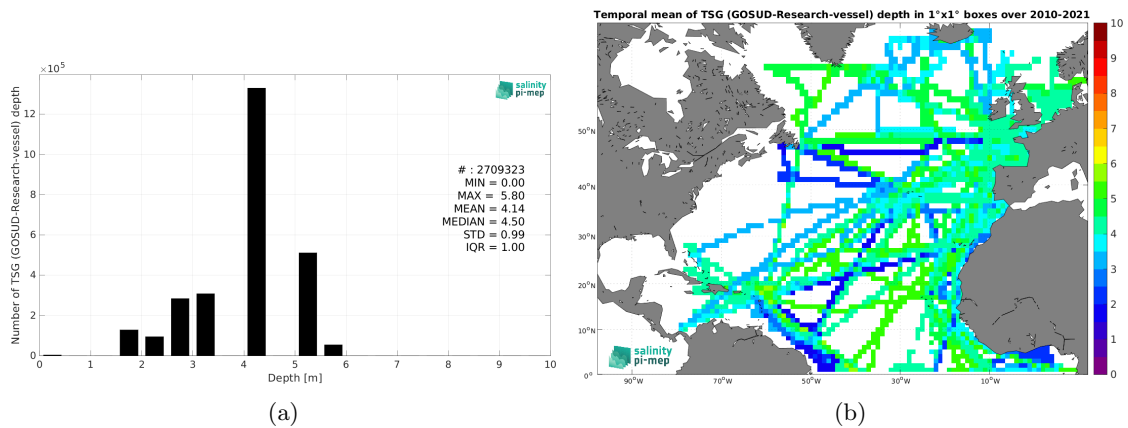 ×10⁵
Number of TSG (GOSUD-Research-vessel) depth
12
10
8
6
4
2
0
salinity
pi-mep
# : 2709323
MIN = 0.00
MAX = 5.80
MEAN = 4.14
MEDIAN = 4.50
STD = 0.99
IQR = 1.00
0 1 2 3 4 5 6 7 8 9 10
Depth [m]
(a)
Temporal mean of TSG (GOSUD-Research-vessel) depth in 1°x1° boxes over 2010-2021
50°N
40°N
30°N
20°N
10°N
0°
90°W 70°W 50°W 30°W 10°W
salinity
pi-mep
10
9
8
7
6
5
4
3
2
1
0
(b)